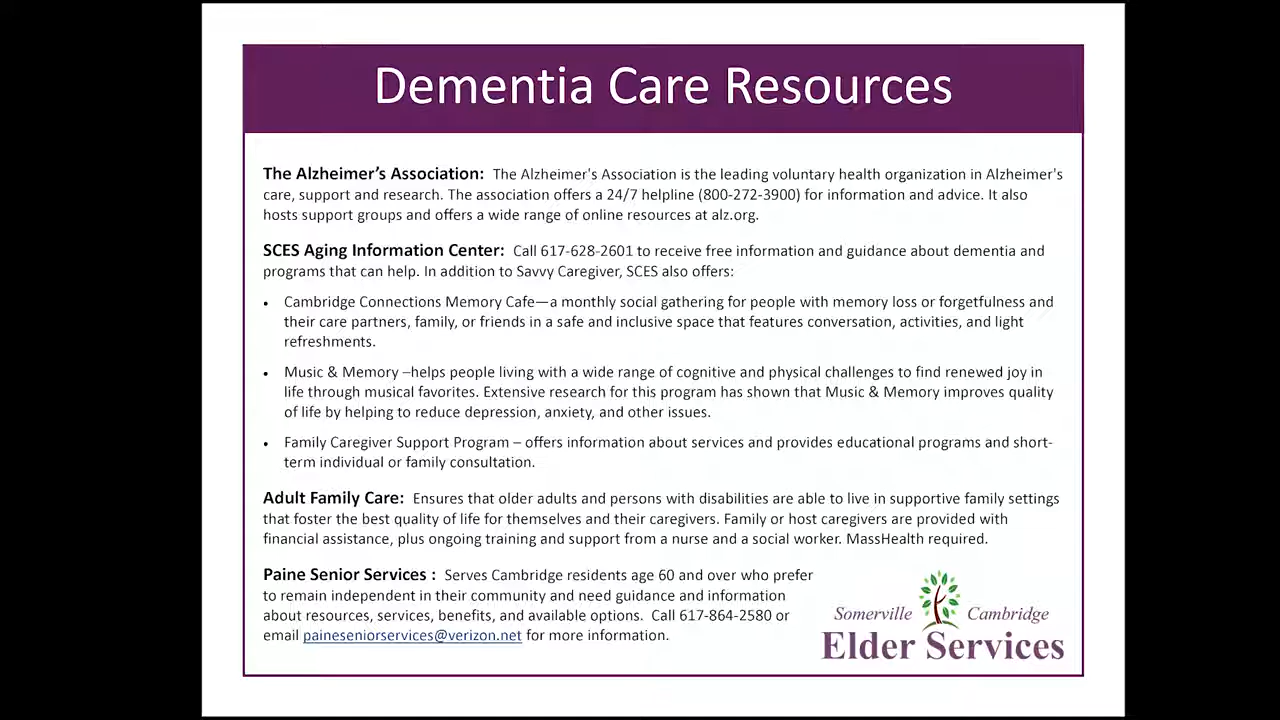 Dementia Care Resources
The Alzheimer's Association: The Alzheimer's Association is the leading voluntary health organization in Alzheimer's
care, support and research. The association offers a 24/7 helpline (800-272-3900) for information and advice. It also
hosts support groups and offers a wide range of online resources at alz.org.
SCES Aging Information Center: Call 617-628-2601 to receive free information and guidance about dementia and
programs that can help. In addition to Savvy Caregiver, SCES also offers:
• Cambridge Connections Memory Cafe—a monthly social gathering for people with memory loss or forgetfulness and
their care partners, family, or friends in a safe and inclusive space that features conversation, activities, and light
refreshments.
• Music & Memory –helps people living with a wide range of cognitive and physical challenges to find renewed joy in
life through musical favorites. Extensive research for this program has shown that Music & Memory improves quality
of life by helping to reduce depression, anxiety, and other issues.
• Family Caregiver Support Program – offers information about services and provides educational programs and short-
term individual or family consultation.
Adult Family Care: Ensures that older adults and persons with disabilities are able to live in supportive family settings
that foster the best quality of life for themselves and their caregivers. Family or host caregivers are provided with
financial assistance, plus ongoing training and support from a nurse and a social worker. MassHealth required.
Paine Senior Services : Serves Cambridge residents age 60 and over who prefer
to remain independent in their community and need guidance and information
about resources, services, benefits, and available options. Call 617-864-2580 or
email paineseniorservices@verizon.net for more information.
Somerville Cambridge
Elder Services